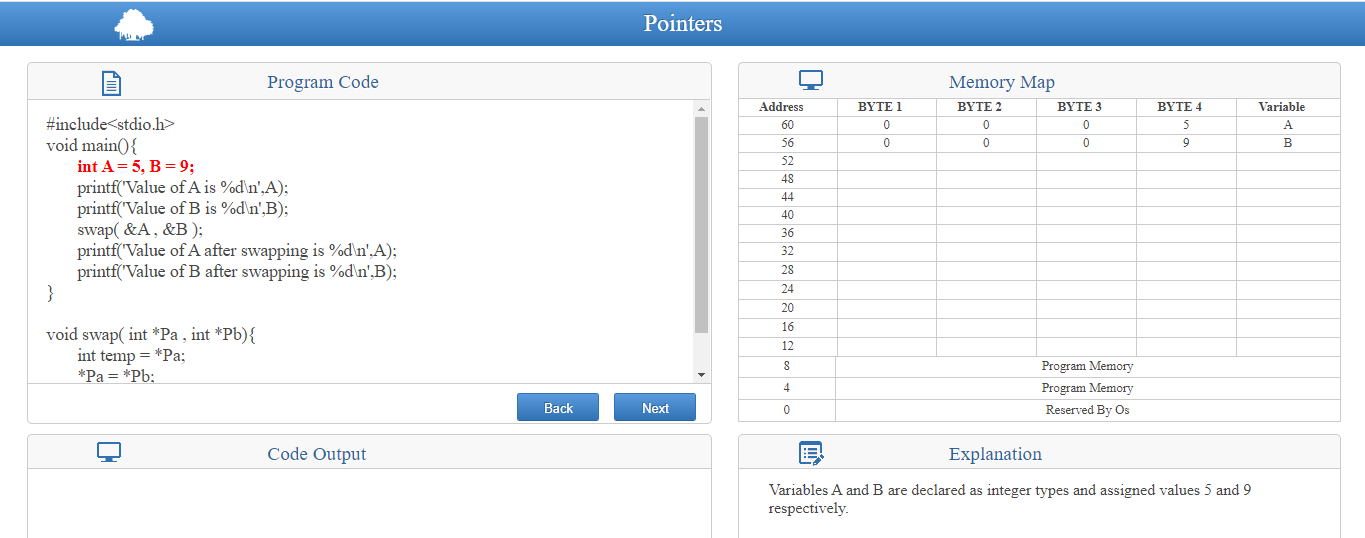 Pointers
Program Code
#include<stdio.h>
void main(){
int A = 5, B = 9;
printf('Value of A is %d\n',A);
printf('Value of B is %d\n',B);
swap( &A , &B );
printf('Value of A after swapping is %d\n',A);
printf('Value of B after swapping is %d\n',B);
}
void swap( int *Pa , int *Pb){
int temp = *Pa;
*Pa = *Pb;
Back Next
Code Output
Memory Map
Address BYTE 1 BYTE 2 BYTE 3 BYTE 4 Variable
60 0 0 0 5 A
56 0 0 0 9 B
52
48
44
40
36
32
28
24
20
16
12
8 Program Memory
4 Program Memory
0 Reserved By Os
Explanation
Variables A and B are declared as integer types and assigned values 5 and 9
respectively.